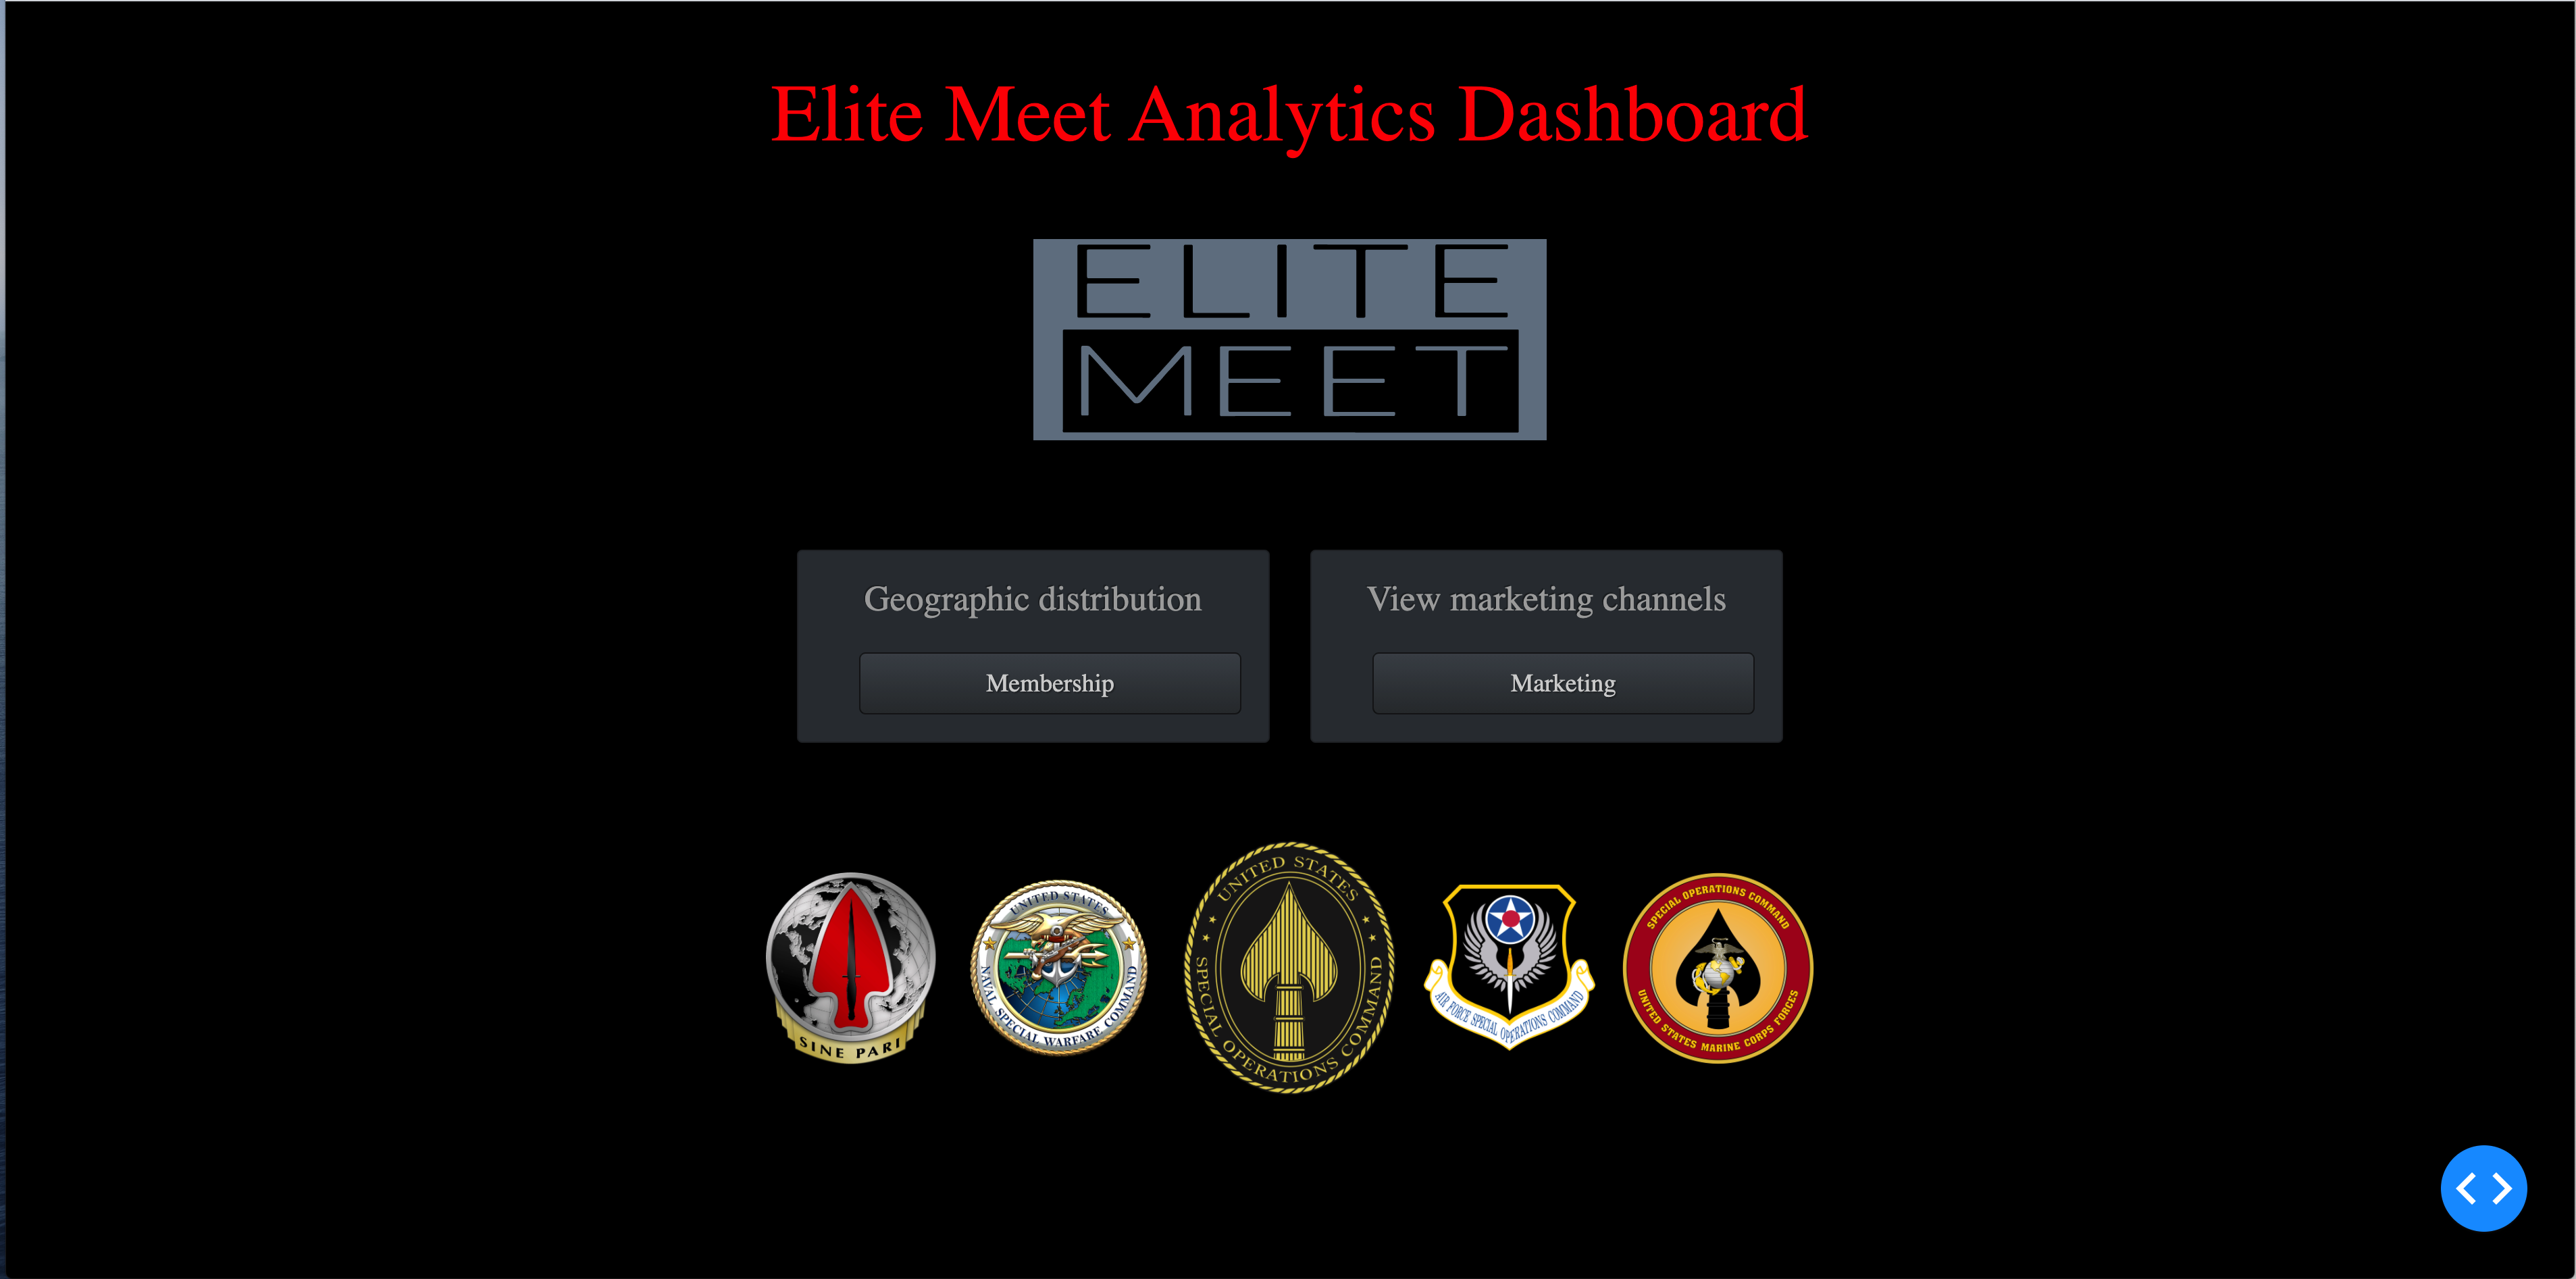 Elite Meet Analytics Dashboard
ELITE
MEET
Geographic distribution
View marketing channels
Membership
Marketing
SINE PARI
UNITED STATES
NAVAL SPECIAL WARFARE COMMAND
UNITED STATES
SPECIAL OPERATIONS COMMAND
AIR FORCE SPECIAL OPERATIONS COMMAND
SPECIAL OPERATIONS COMMAND
UNITED STATES MARINE CORPS FORCES